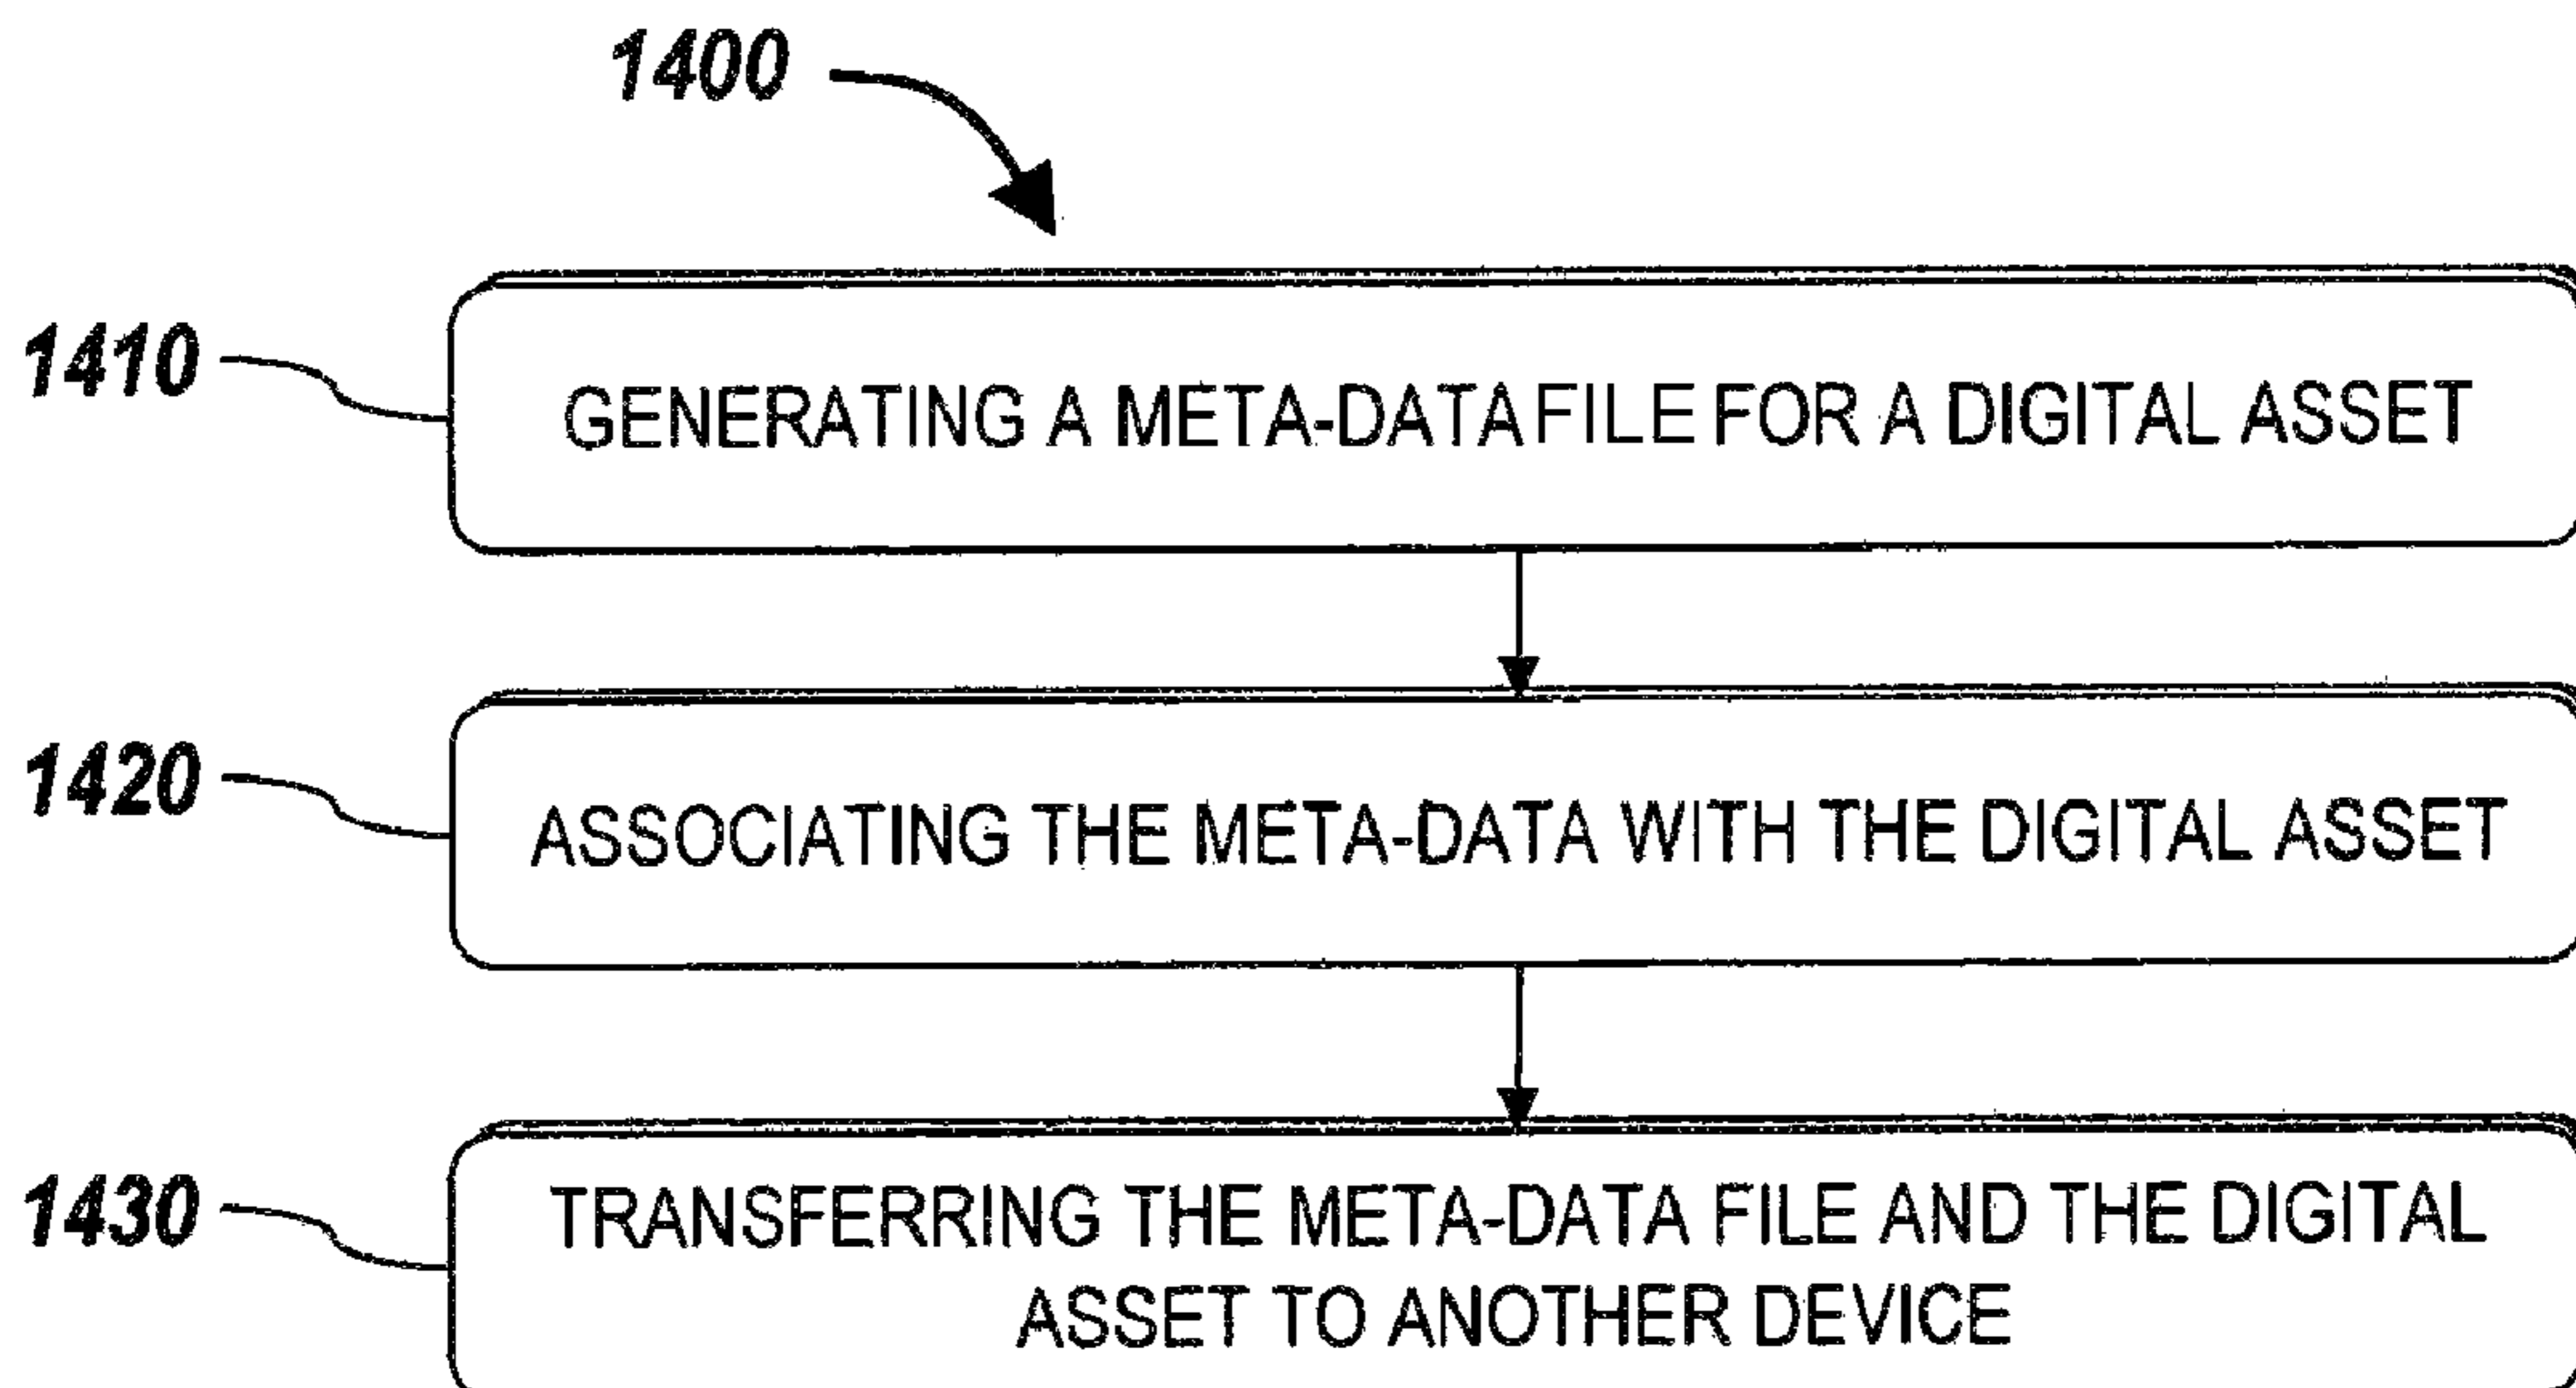 1400
1410
GENERATING A META-DATA FILE FOR A DIGITAL ASSET
1420
ASSOCIATING THE META-DATA WITH THE DIGITAL ASSET
1430
TRANSFERRING THE META-DATA FILE AND THE DIGITAL
ASSET TO ANOTHER DEVICE